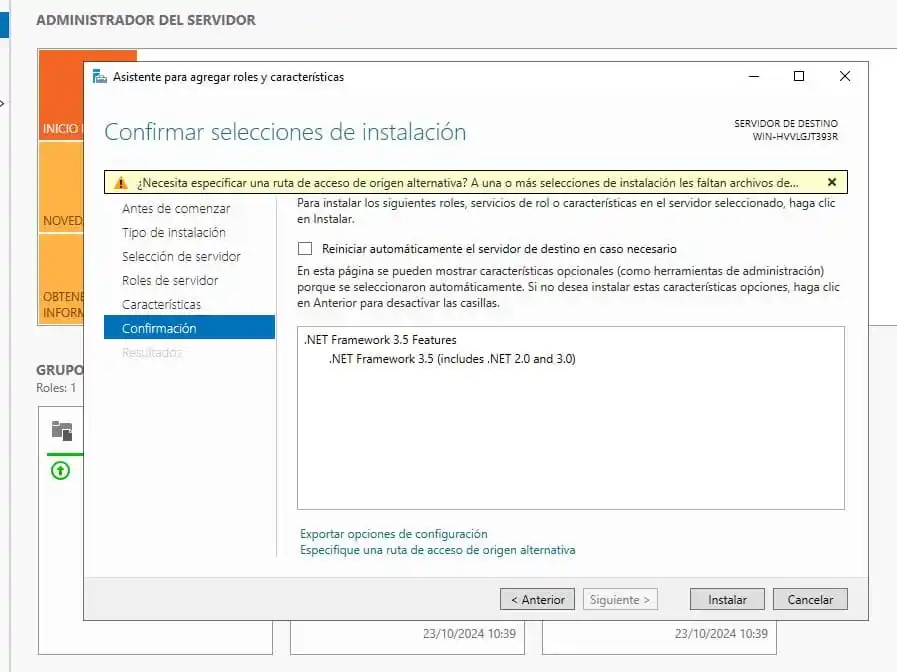 ADMINISTRADOR DEL SERVIDOR
Asistente para agregar roles y características
INICIO
NOVED
OBTENE
INFORM
GRUPO
Roles: 1
Confirmar selecciones de instalación
SERVIDOR DE DESTINO
WIN-HVVLGJT393R
¿Necesita especificar una ruta de acceso de origen alternativa? A una o más selecciones de instalación les faltan archivos de...
Antes de comenzar
Tipo de instalación
Selección de servidor
Roles de servidor
Características
Confirmación
Resultados
Para instalar los siguientes roles, servicios de rol o características en el servidor seleccionado, haga clic
en Instalar.
Reiniciar automáticamente el servidor de destino en caso necesario
En esta página se pueden mostrar características opcionales (como herramientas de administración)
porque se seleccionaron automáticamente. Si no desea instalar estas características opciones, haga clic
en Anterior para desactivar las casillas.
.NET Framework 3.5 Features
.NET Framework 3.5 (includes .NET 2.0 and 3.0)
Exportar opciones de configuración
Especifique una ruta de acceso de origen alternativa
< Anterior
Siguiente >
Instalar
Cancelar
23/10/2024 10:39
23/10/2024 10:39